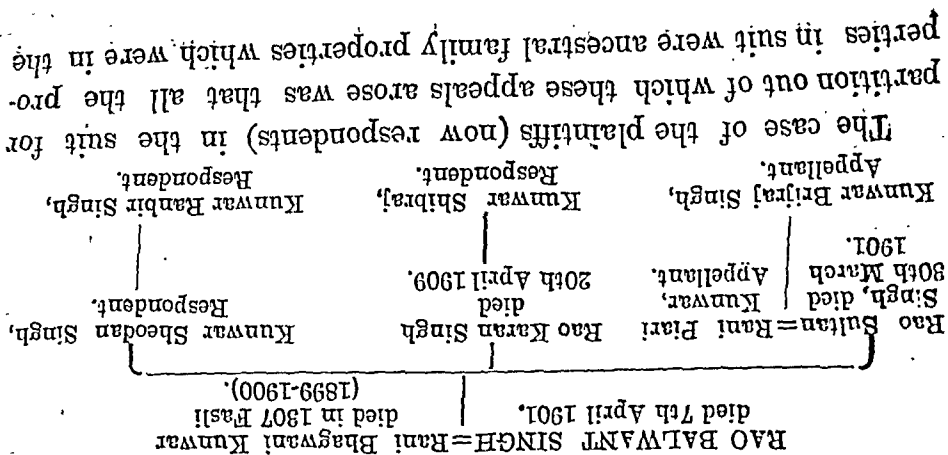 RAO BALWANT SINGH=Rani Bhagwani Kunwar
died 7th April 1901. died in 1307 Fasli
(1899-1900).
Rao Sultan=Rani Piari Rao Karan Singh Kunwar Sheodan Singh,
Singh, died Kunwar, died Respondent.
30th March Appellant. 20th April 1909.
1901.
Kunwar Brijraj Singh, Kunwar Shibraj, Kunwar Ranbir Singh,
Appellant. Respondent. Respondent.
The case of the plaintiffs (now respondents) in the suit for
partition out of which these appeals arose was that all the pro-
perties in suit were ancestral family properties which were in the